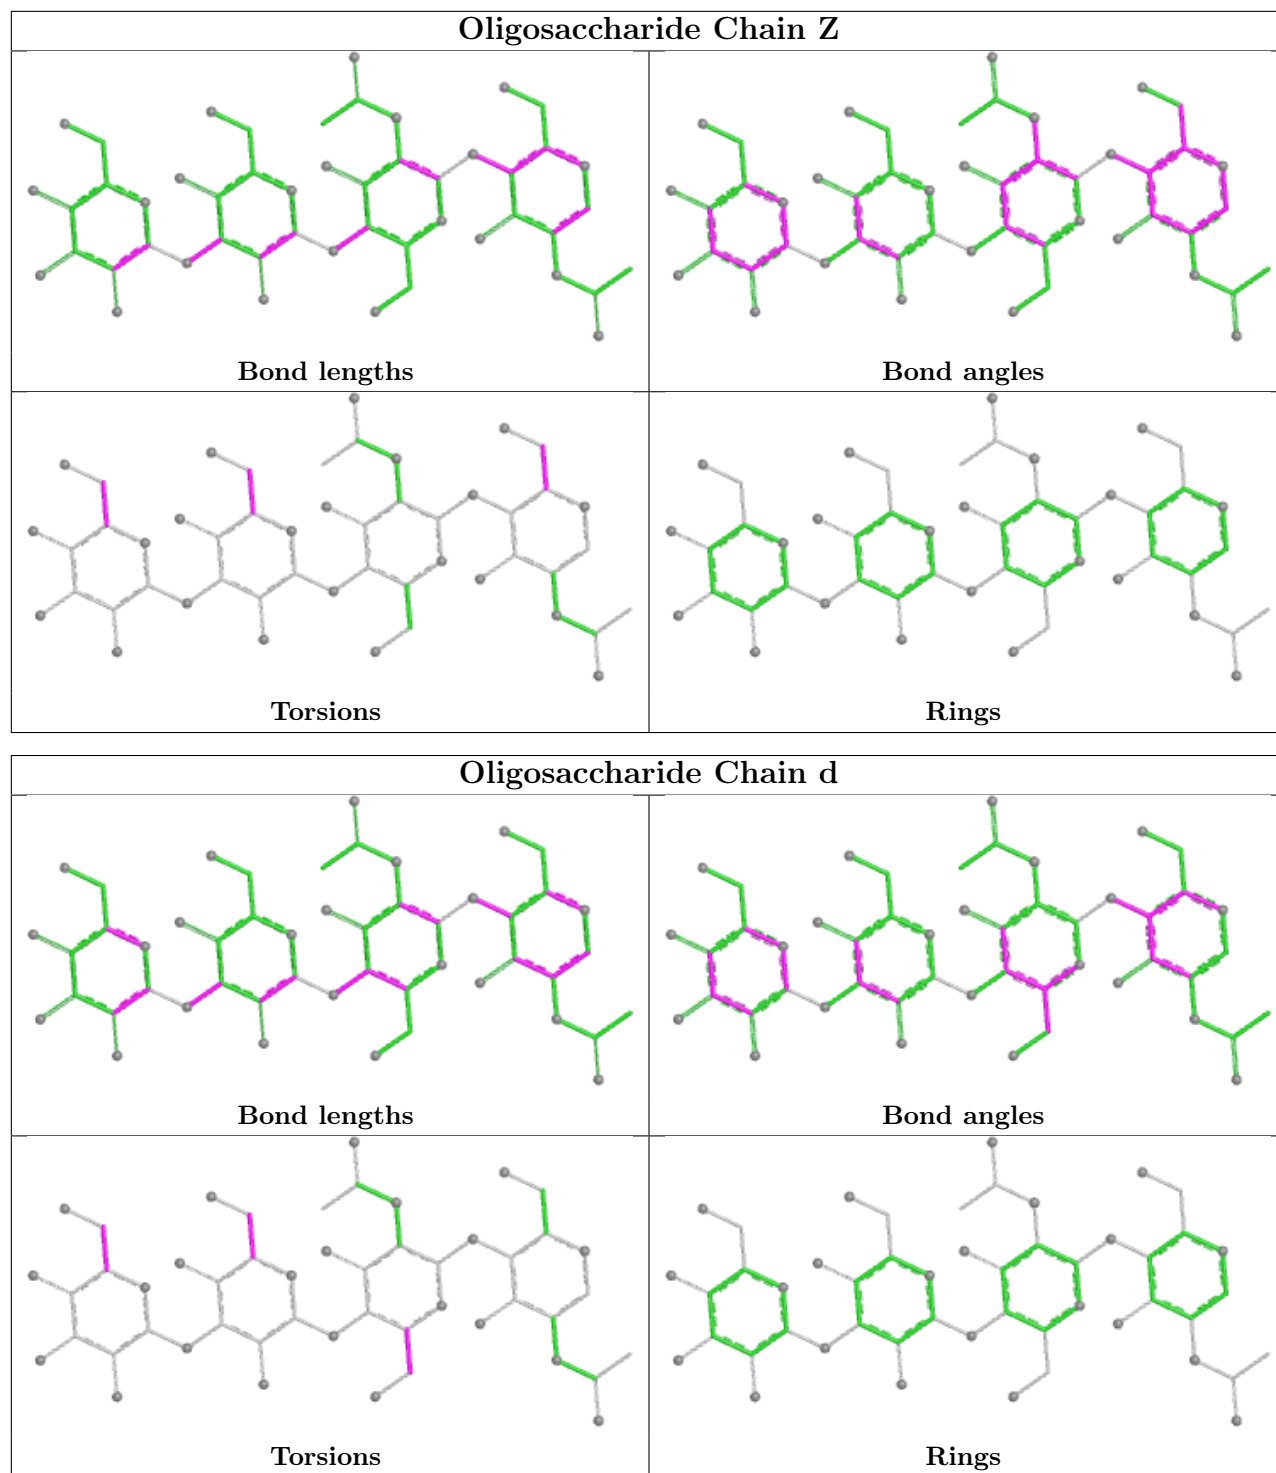 Oligosaccharide Chain Z
Bond lengths
Bond angles
Torsions
Rings
Oligosaccharide Chain d
Bond lengths
Bond angles
Torsions
Rings